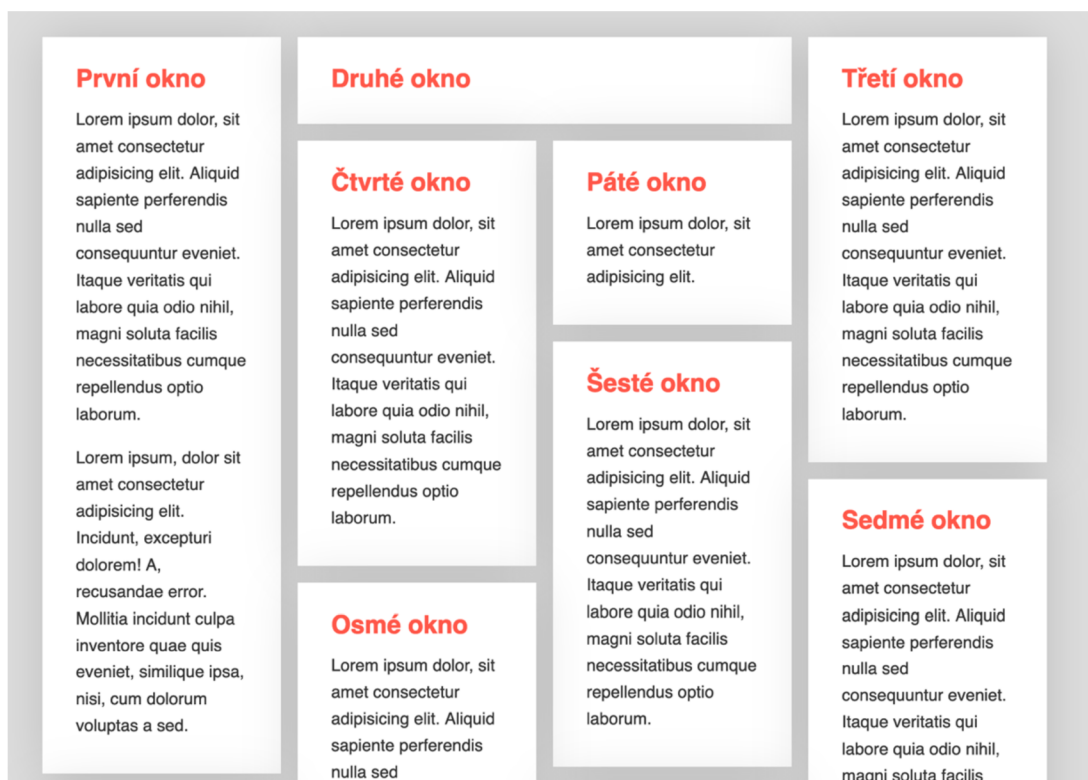 První okno
Lorem ipsum dolor, sit
amet consectetur
adipisicing elit. Aliquid
sapiente perferendis
nulla sed
consequuntur eveniet.
Itaque veritatis qui
labore quia odio nihil,
magni soluta facilis
necessitatibus cumque
repellendus optio
laborum.
Lorem ipsum, dolor sit
amet consectetur
adipisicing elit.
Incidunt, excepturi
dolorem! A,
recusandae error.
Mollitia incidunt culpa
inventore quae quis
eveniet, similique ipsa,
nisi, cum dolorum
voluptas a sed.
Druhé okno
Třetí okno
Lorem ipsum dolor, sit
amet consectetur
adipisicing elit. Aliquid
sapiente perferendis
nulla sed
consequuntur eveniet.
Itaque veritatis qui
labore quia odio nihil,
magni soluta facilis
necessitatibus cumque
repellendus optio
laborum.
Čtvrté okno
Lorem ipsum dolor, sit
amet consectetur
adipisicing elit. Aliquid
sapiente perferendis
nulla sed
consequuntur eveniet.
Itaque veritatis qui
labore quia odio nihil,
magni soluta facilis
necessitatibus cumque
repellendus optio
laborum.
Páté okno
Lorem ipsum dolor, sit
amet consectetur
adipisicing elit.
Šesté okno
Lorem ipsum dolor, sit
amet consectetur
adipisicing elit. Aliquid
sapiente perferendis
nulla sed
consequuntur eveniet.
Itaque veritatis qui
labore quia odio nihil,
magni soluta facilis
necessitatibus cumque
repellendus optio
laborum.
Sedmé okno
Lorem ipsum dolor, sit
amet consectetur
adipisicing elit. Aliquid
sapiente perferendis
nulla sed
consequuntur eveniet.
Itaque veritatis qui
labore quia odio nihil,
magni soluta facilis
Osmé okno
Lorem ipsum dolor, sit
amet consectetur
adipisicing elit. Aliquid
sapiente perferendis
nulla sed